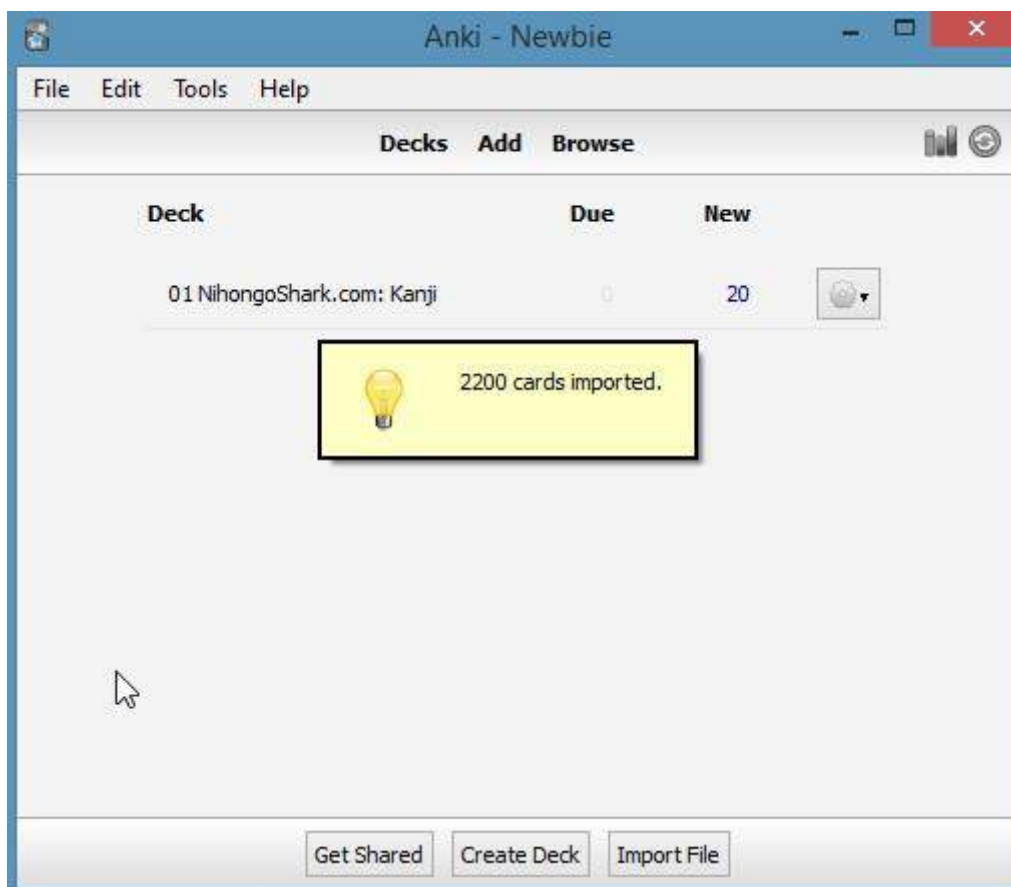 Anki - Newbie
File Edit Tools Help
Decks Add Browse
Deck Due New
01 NihongoShark.com: Kanji 0 20
2200 cards imported.
Get Shared Create Deck Import File